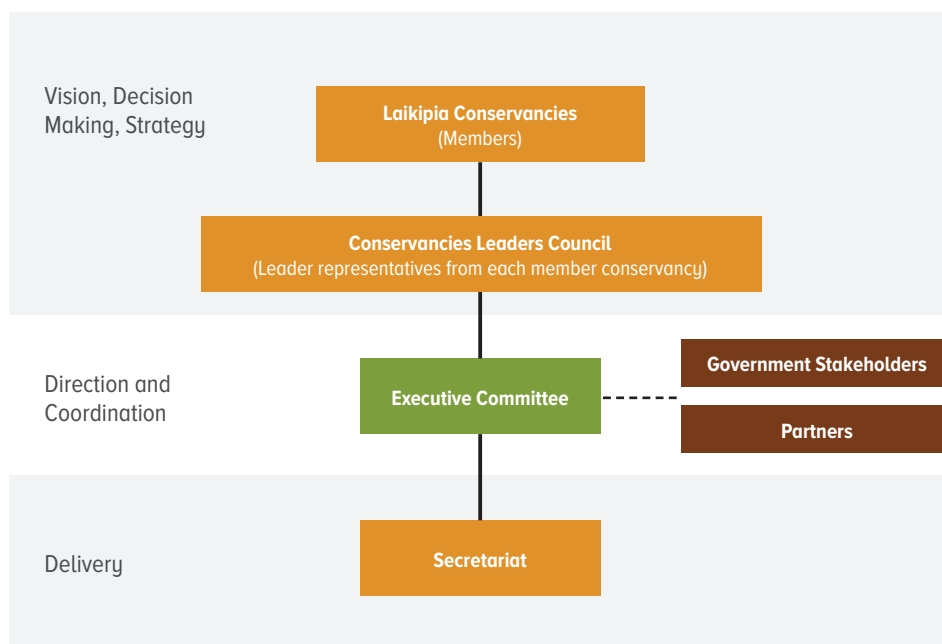 Vision, Decision
Making, Strategy
Laikipia Conservancies
(Members)
Conservancies Leaders Council
(Leader representatives from each member conservancy)
Direction and
Coordination
Executive Committee
Government Stakeholders
Partners
Delivery
Secretariat